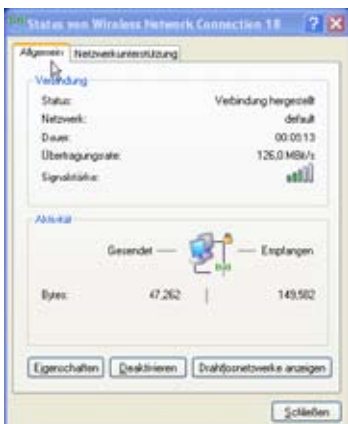 Status von Wireless Network Connection 18
Allgemein Netzwerkunterstützung
Verbindung
Status: Verbindung hergestellt
Netzwerk: default
Dauer: 00:05:13
Übertragungsrate: 126,0 MBit/s
Signalstärke:
Aktivität
Gesendet — — Empfangen
Bytes: 47.262 | 149.582
Eigenschaften Deaktivieren Drahtlosnetzwerke anzeigen
Schließen